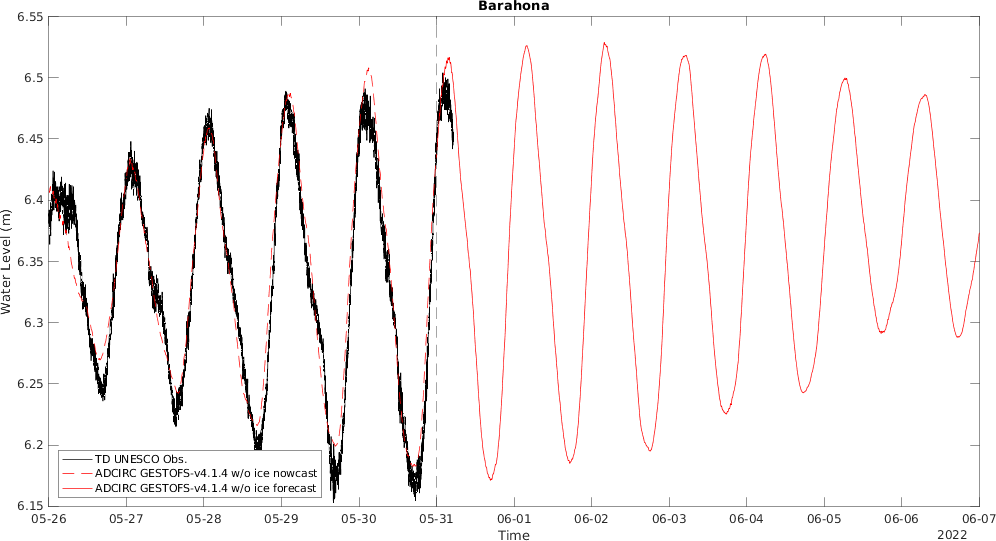 Barahona
6.55
6.5
6.45
6.4
6.35
6.3
6.25
6.2
6.15
Water Level (m)
TD UNESCO Obs.
ADCIRC GESTOFS-v4.1.4 w/o ice nowcast
ADCIRC GESTOFS-v4.1.4 w/o ice forecast
05-26 05-27 05-28 05-29 05-30 05-31 06-01 06-02 06-03 06-04 06-05 06-06 06-07
Time
2022